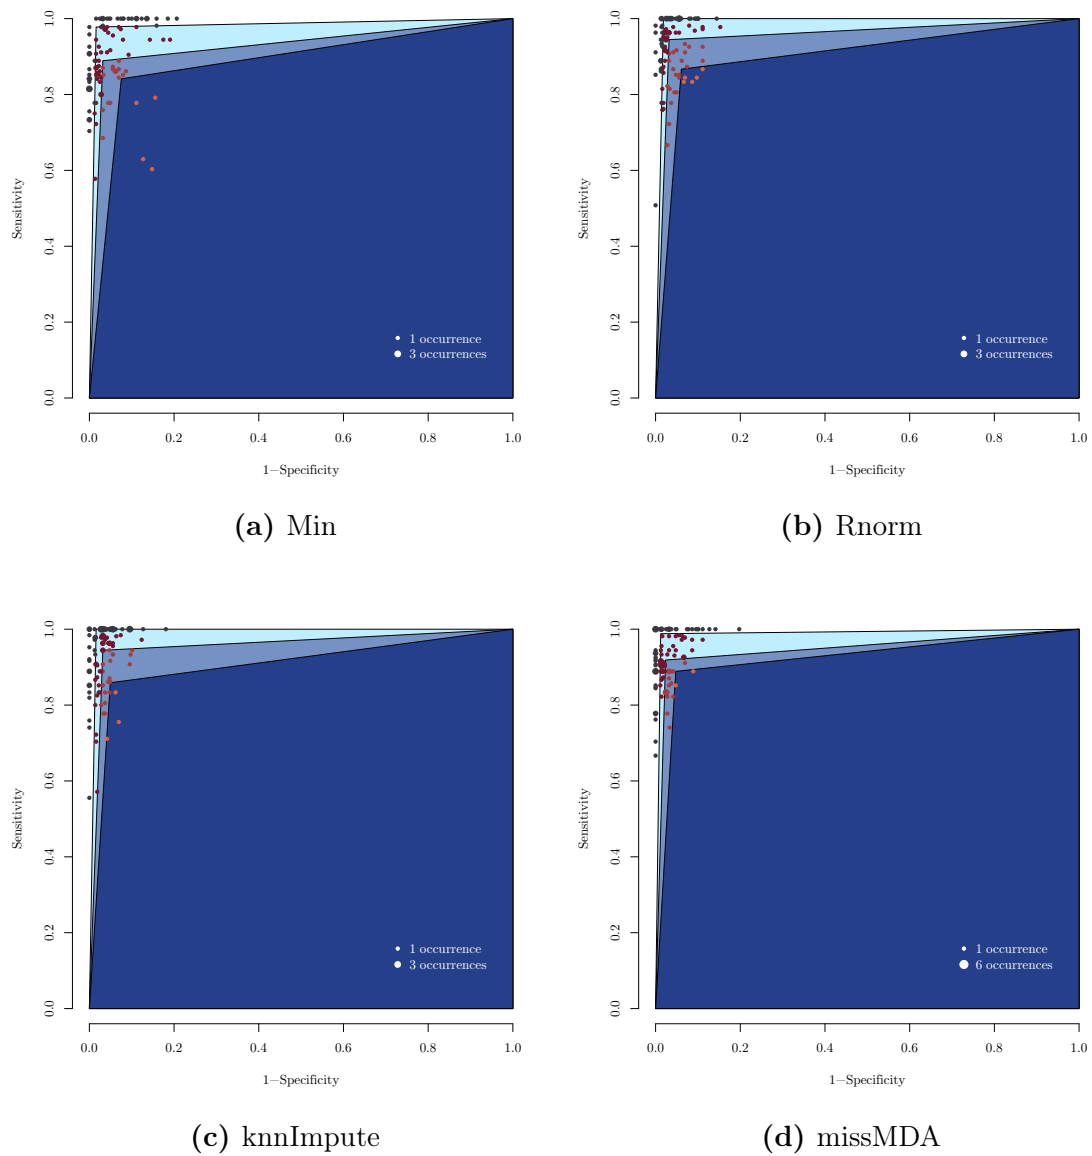 Sensitivity
1.0
0.8
0.6
0.4
0.2
0.0
1 occurrence
3 occurrences
0.0 0.2 0.4 0.6 0.8 1.0
1−Specificity
(a) Min
Sensitivity
1.0
0.8
0.6
0.4
0.2
0.0
1 occurrence
3 occurrences
0.0 0.2 0.4 0.6 0.8 1.0
1−Specificity
(b) Rnorm
Sensitivity
1.0
0.8
0.6
0.4
0.2
0.0
1 occurrence
3 occurrences
0.0 0.2 0.4 0.6 0.8 1.0
1−Specificity
(c) knnImpute
Sensitivity
1.0
0.8
0.6
0.4
0.2
0.0
1 occurrence
6 occurrences
0.0 0.2 0.4 0.6 0.8 1.0
1−Specificity
(d) missMDA